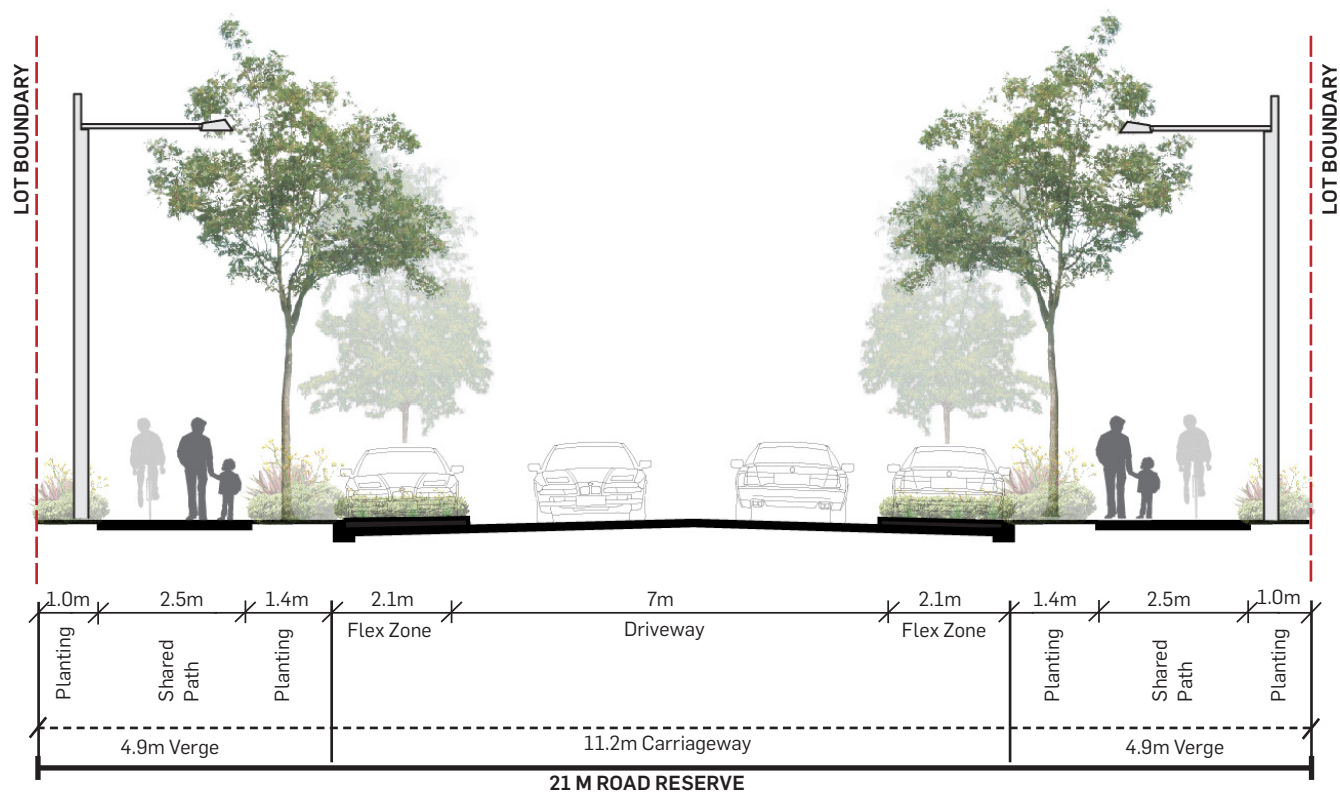 LOT BOUNDARY
LOT BOUNDARY
1.0m
2.5m
1.4m
2.1m
7m
2.1m
1.4m
2.5m
1.0m
Planting
Shared
Path
Planting
Flex Zone
Driveway
Flex Zone
Planting
Shared
Path
Planting
4.9m Verge
11.2m Carriageway
4.9m Verge
21 M ROAD RESERVE